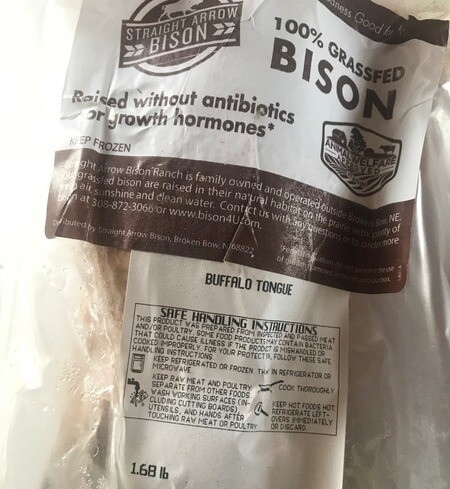 STRAIGHT ARROW
BISON
Good for
100% GRASSFED
BISON
Raised without antibiotics
or growth hormones*
KEEP FROZEN
ANIMAL WELFARE
Straight Arrow Bison Ranch is family owned and operated outside Broken Bow, NE.
Our grassfed bison are raised in their natural habitat on the prairie with plenty of
fresh air, sunshine and clean water. Contact us with any questions or to order more
bison at 308-872-3066 or www.bison4U.com.
Distributed by Straight Arrow Bison, Broken Bow, N 68822
BUFFALO TONGUE
SAFE HANDLING INSTRUCTIONS
THIS PRODUCT WAS PREPARED FROM INSPECTED AND PASSED MEAT
AND/OR POULTRY. SOME FOOD PRODUCTS MAY CONTAIN BACTERIA
THAT COULD CAUSE ILLNESS IF THE PRODUCT IS MISHANDLED OR
COOKED IMPROPERLY. FOR YOUR PROTECTION, FOLLOW THESE SAFE
HANDLING INSTRUCTIONS.
KEEP REFRIGERATED OR FROZEN. THAW IN REFRIGERATOR OR
MICROWAVE.
KEEP RAW MEAT AND POULTRY
SEPARATE FROM OTHER FOODS.
WASH WORKING SURFACES (IN-
CLUDING CUTTING BOARDS)
UTENSILS, AND HANDS AFTER
TOUCHING RAW MEAT OR POULTRY
COOK THOROUGHLY
KEEP HOT FOODS HOT
REFRIGERATE LEFT-
OVERS IMMEDIATELY
OR DISCARD.
1.68 lb